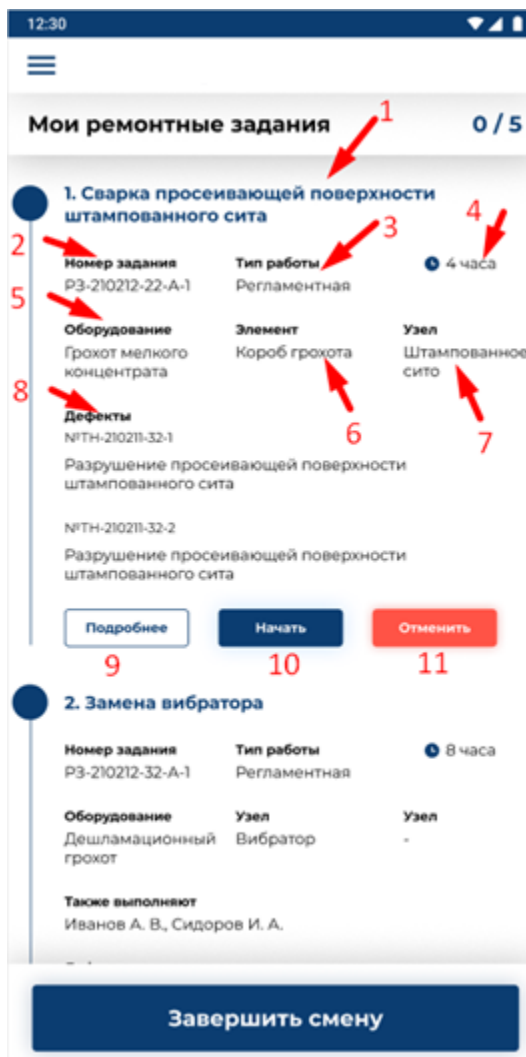 12:30
Мои ремонтные задания 1 0 / 5
1. Сварка просеивающей поверхности
штампованного сита
2 3 4
Номер задания Тип работы 4 часа
РЗ-210212-22-А-1 Регламентная
5
Оборудование Элемент Узел
Грохот мелкого Короб грохота Штампованное
концентрата сито
8 6 7
Дефекты
№ТН-210211-32-1
Разрушение просеивающей поверхности
штампованного сита
№ТН-210211-32-2
Разрушение просеивающей поверхности
штампованного сита
Подробнее Начать Отменить
9 10 11
2. Замена вибратора
Номер задания Тип работы 8 часа
РЗ-210212-32-А-1 Регламентная
Оборудование Узел Узел
Дешламационный Вибратор -
грохот
Также выполняют
Иванов А. В., Сидоров И. А.
Завершить смену